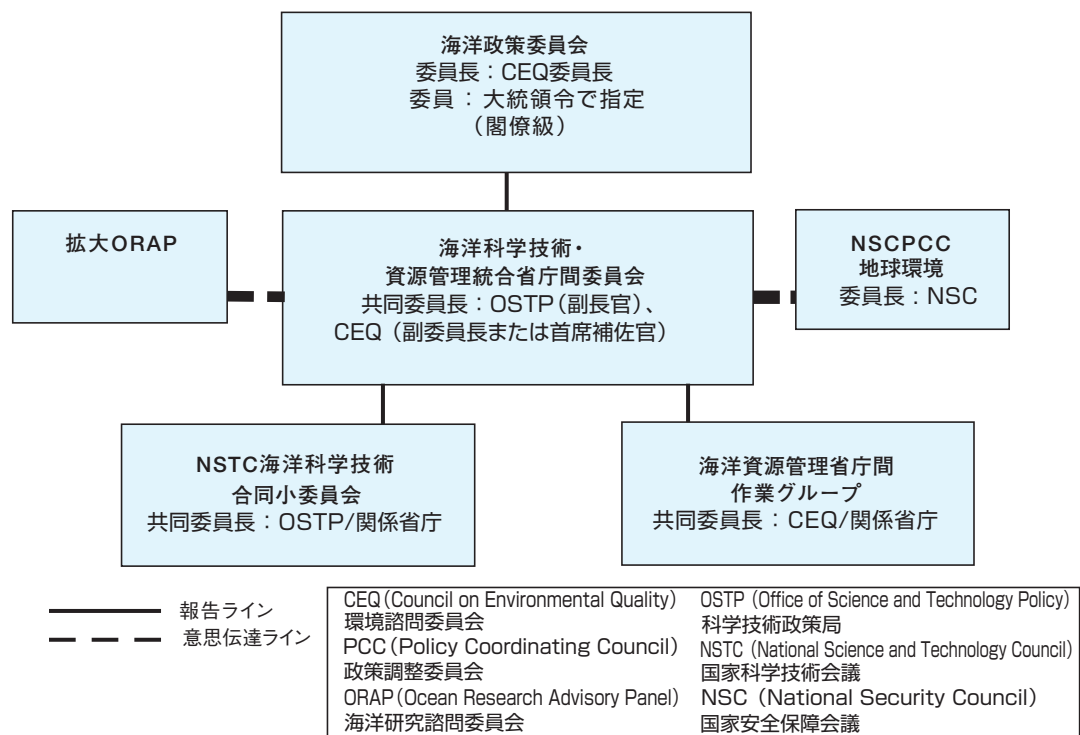 海洋政策委員会
委員長：CEQ委員長
委員：大統領令で指定
（閣僚級）
拡大ORAP
海洋科学技術・
資源管理統合省庁間委員会
共同委員長：OSTP（副長官）、
CEQ（副委員長または首席補佐官）
NSCPCC
地球環境
委員長：NSC
NSTC海洋科学技術
合同小委員会
共同委員長：OSTP/関係省庁
海洋資源管理省庁間
作業グループ
共同委員長：CEQ/関係省庁
報告ライン
意思伝達ライン
CEQ（Council on Environmental Quality）
環境諮問委員会
PCC（Policy Coordinating Council）
政策調整委員会
ORAP（Ocean Research Advisory Panel）
海洋研究諮問委員会
OSTP（Office of Science and Technology Policy）
科学技術政策局
NSTC（National Science and Technology Council）
国家科学技術会議
NSC（National Security Council）
国家安全保障会議